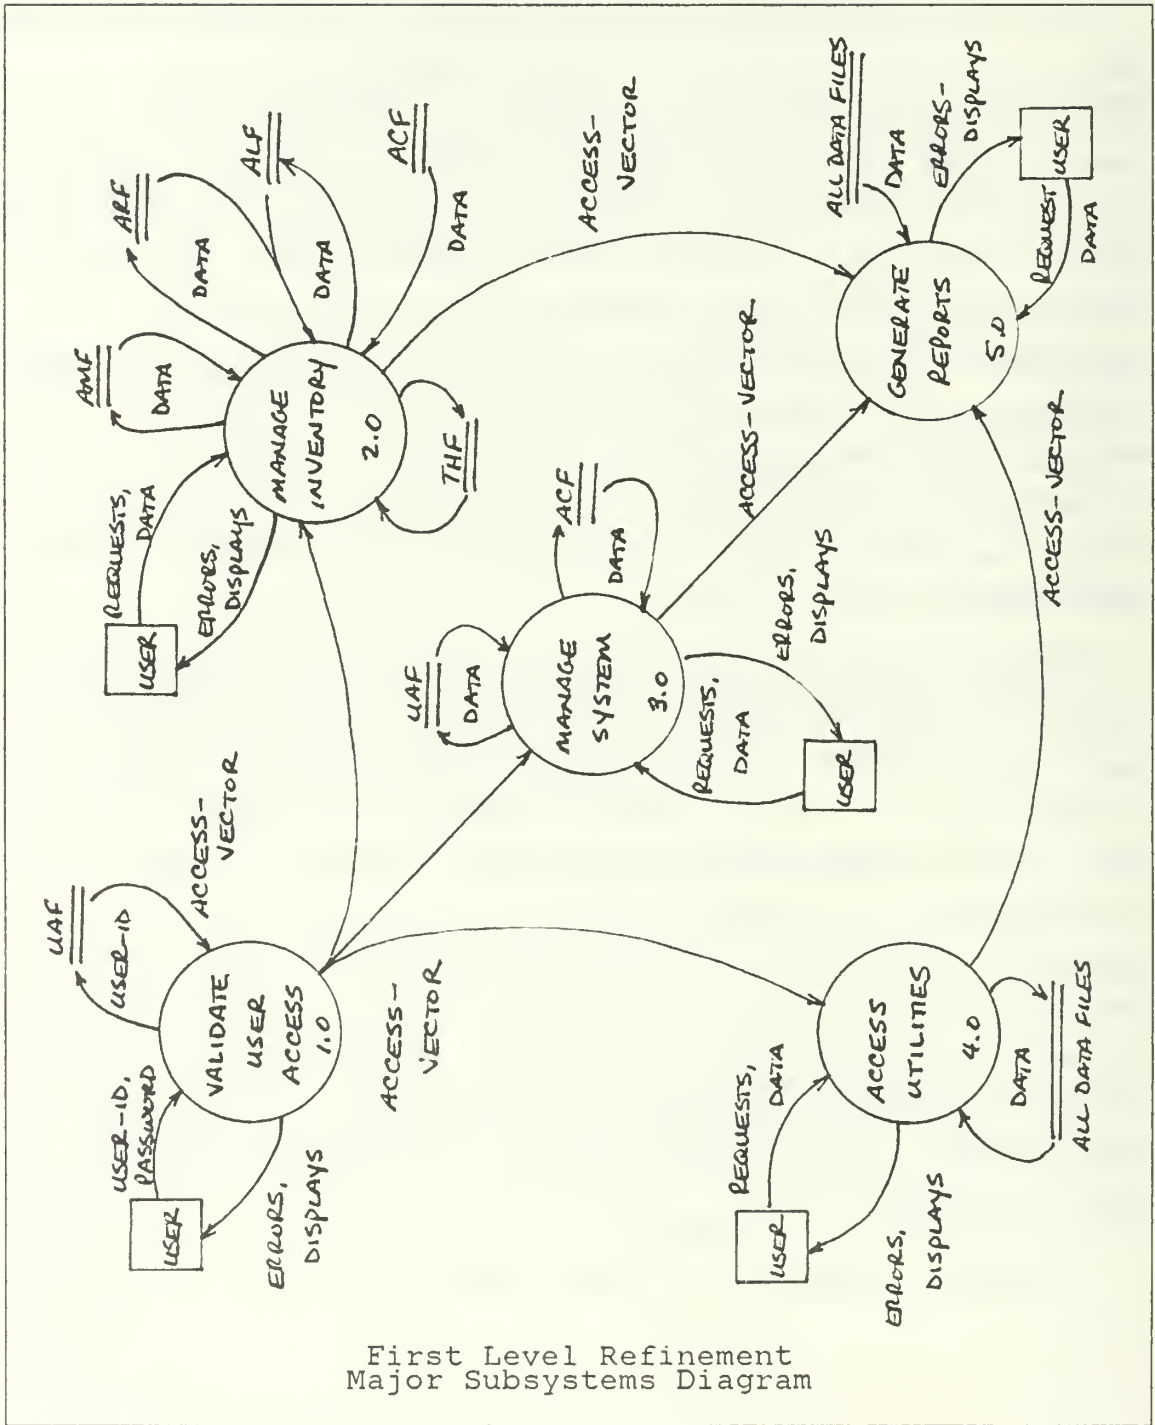 UAF
USER-ID
ACCESS-
VECTOR
USER-ID,
PASSWORD
USER
VALIDATE
USER
ACCESS
1.0
ERRORS,
DISPLAYS
ACCESS-
VECTOR
REQUESTS,
DATA
USER
ERRORS,
DISPLAYS
AMF
DATA
ARF
DATA
ALF
DATA
ACF
DATA
MANAGE
INVENTORY
2.0
THF
ACCESS-
VECTOR
UAF
DATA
ACF
DATA
MANAGE
SYSTEM
3.0
ACCESS-VECTOR
ERRORS,
DISPLAYS
REQUESTS,
DATA
USER
REQUESTS,
DATA
USER
ERRORS,
DISPLAYS
ACCESS
UTILITIES
4.0
DATA
ALL DATA FILES
ACCESS-VECTOR
ALL DATA FILES
DATA
ERRORS-
DISPLAYS
USER
REQUEST
DATA
GENERATE
REPORTS
5.0
First Level Refinement
Major Subsystems Diagram